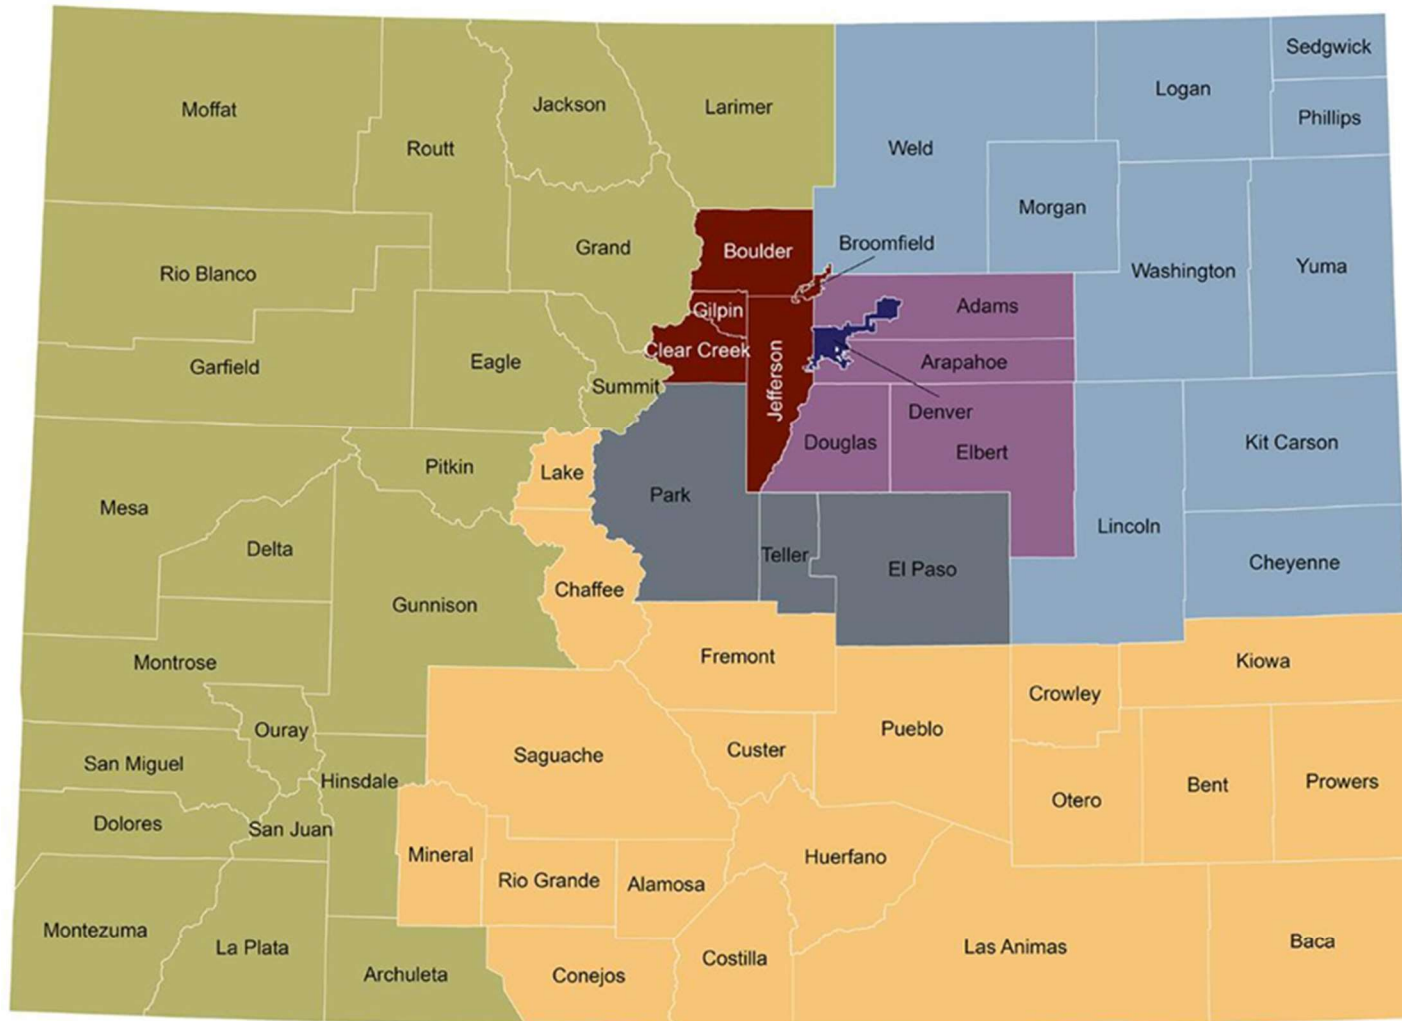 Sedgwick
Logan
Moffat
Jackson
Larimer
Phillips
Routt
Weld
Morgan
Grand
Boulder
Broomfield
Rio Blanco
Washington
Yuma
Gilpin
Adams
Garfield
Eagle
Clear Creek
Arapahoe
Summit
Jefferson
Denver
Douglas
Elbert
Kit Carson
Pitkin
Lake
Park
Mesa
Lincoln
Delta
Teller
El Paso
Cheyenne
Gunnison
Chaffee
Montrose
Fremont
Kiowa
Crowley
Ouray
Pueblo
San Miguel
Saguache
Custer
Hinsdale
Bent
Prowers
Otero
Dolores
San Juan
Mineral
Huerfano
Rio Grande
Alamosa
Montezuma
La Plata
Las Animas
Baca
Costilla
Archuleta
Conejos